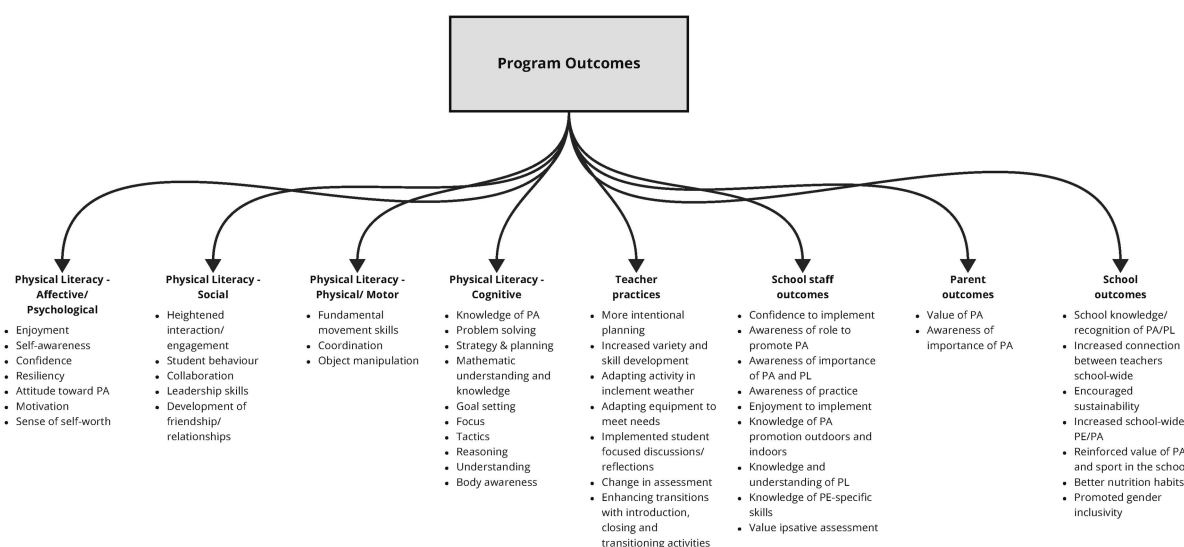 Program Outcomes
Physical Literacy -
Affective/
Psychological
• Enjoyment
• Self-awareness
• Confidence
• Resiliency
• Attitude toward PA
• Motivation
• Sense of self-worth
Physical Literacy -
Social
• Heightened
interaction/
engagement
• Student behaviour
• Collaboration
• Leadership skills
• Development of
friendship/
relationships
Physical Literacy -
Physical/ Motor
• Fundamental
movement skills
• Coordination
• Object manipulation
Physical Literacy -
Cognitive
• Knowledge of PA
• Problem solving
• Strategy & planning
• Mathematic
understanding and
knowledge
• Goal setting
• Focus
• Tactics
• Reasoning
• Understanding
• Body awareness
Teacher
practices
• More intentional
planning
• Increased variety and
skill development
• Adapting activity in
inclement weather
• Adapting equipment to
meet needs
• Implemented student
focused discussions/
reflections
• Change in assessment
• Enhancing transitions
with introduction,
closing and
transitioning activities
School staff
outcomes
• Confidence to implement
• Awareness of role to
promote PA
• Awareness of importance
of PA and PL
• Awareness of practice
• Enjoyment to implement
• Knowledge of PA
promotion outdoors and
indoors
• Knowledge and
understanding of PL
• Knowledge of PE-specific
skills
• Value ipsative assessment
Parent
outcomes
• Value of PA
• Awareness of
importance of PA
School
outcomes
• School knowledge/
recognition of PA/PL
• Increased connection
between teachers
school-wide
• Encouraged
sustainability
• Increased school-wide
PE/PA
• Reinforced value of PA
and sport in the school
• Better nutrition habits
• Promoted gender
inclusivity